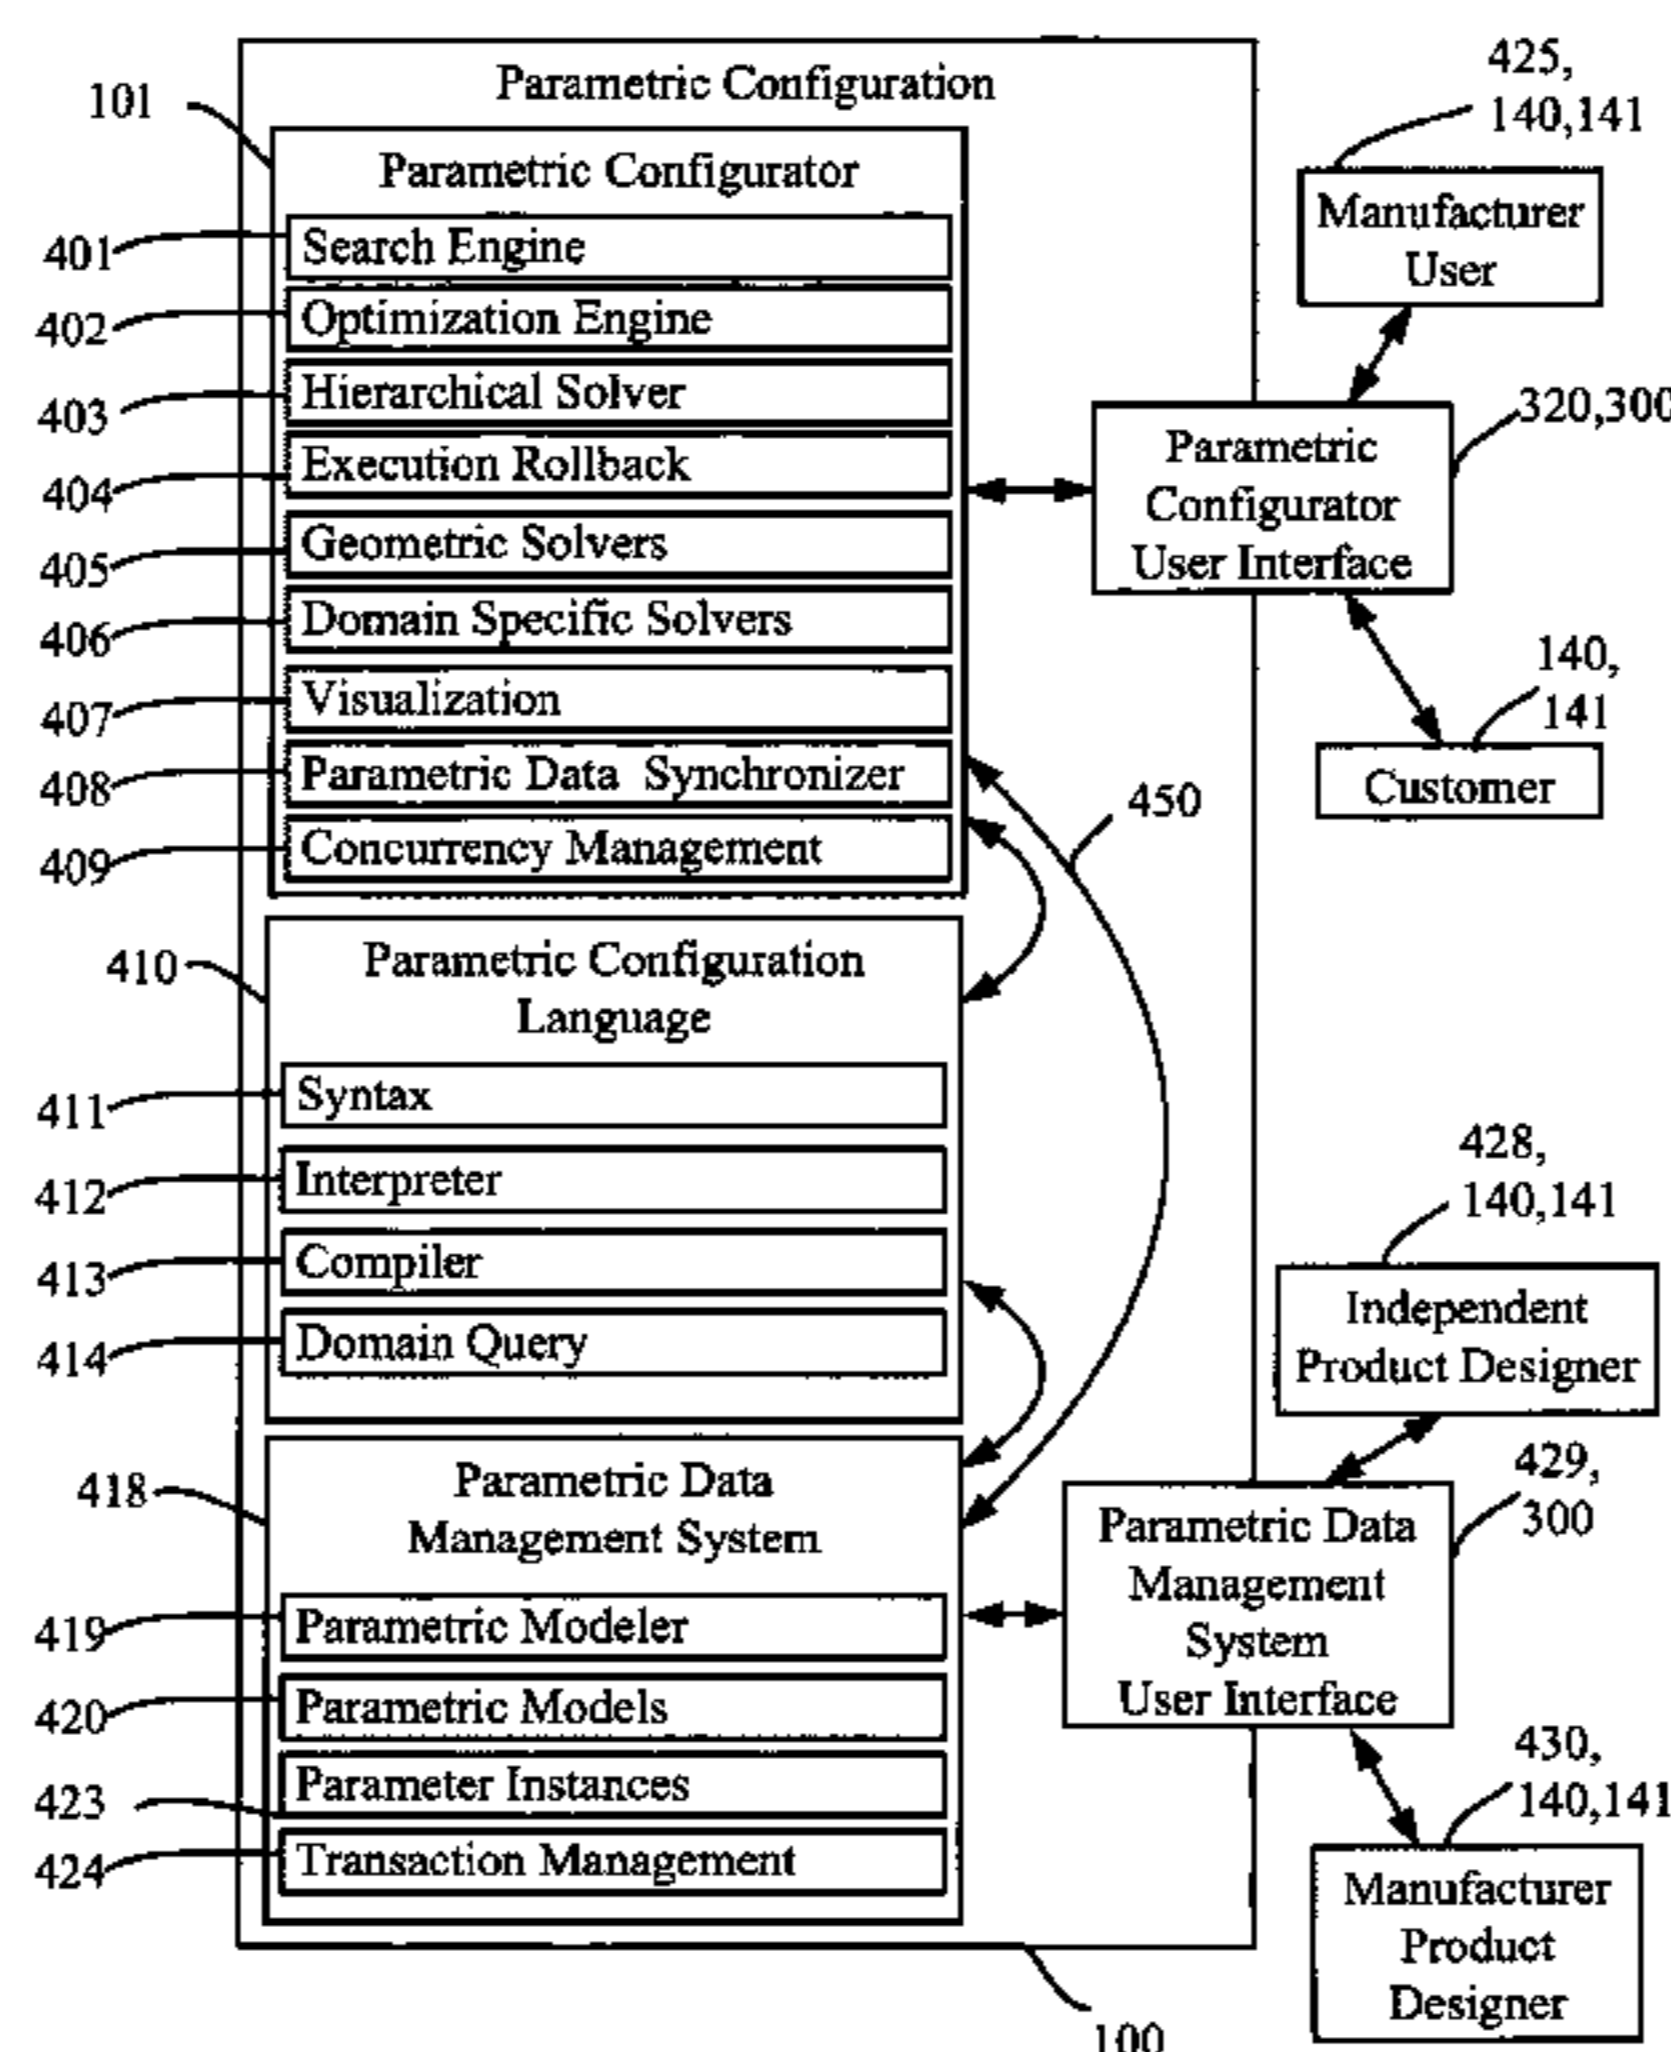 Parametric Configuration
101
Parametric Configurator
401
Search Engine
402
Optimization Engine
403
Hierarchical Solver
404
Execution Rollback
405
Geometric Solvers
406
Domain Specific Solvers
407
Visualization
408
Parametric Data Synchronizer
409
Concurrency Management
410
Parametric Configuration
Language
411
Syntax
412
Interpreter
413
Compiler
414
Domain Query
418
Parametric Data
Management System
419
Parametric Modeler
420
Parametric Models
423
Parameter Instances
424
Transaction Management
100
450
425,
140,141
Manufacturer
User
320,300
Parametric
Configurator
User Interface
140,
141
Customer
428,
140,141
Independent
Product Designer
429,
300
Parametric Data
Management
System
User Interface
430,
140,141
Manufacturer
Product
Designer